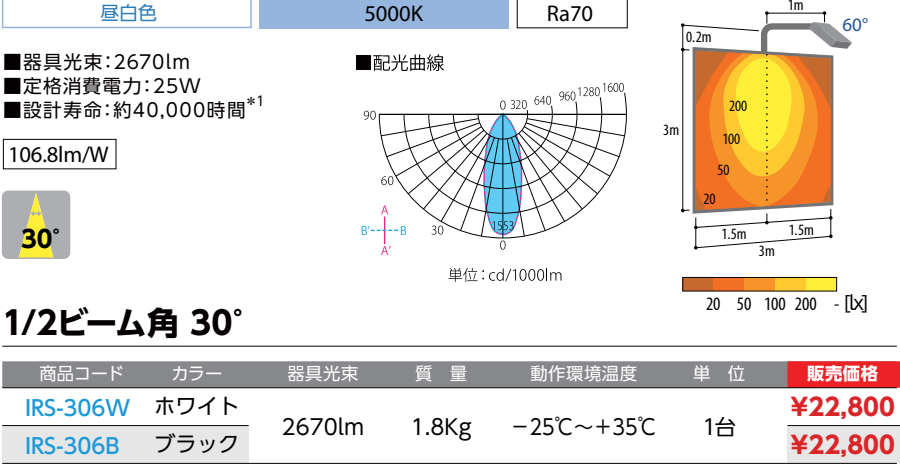 昼白色 5000K Ra70
■器具光束:2670lm
■定格消費電力:25W
■設計寿命:約40,000時間*1
106.8lm/W
30°
■配光曲線
90 0 320 640 960 1280 1600
60
30
1553
0
A
B' B
A'
単位:cd/1000lm
1m
60°
0.2m
3m
200
100
50
20
1.5m 1.5m
3m
20 50 100 200 - [lx]
1/2ビーム角 30°
商品コード カラー 器具光束 質 量 動作環境温度 単 位 販売価格
IRS-306W ホワイト ¥22,800
2670lm 1.8Kg −25℃〜+35℃ 1台
IRS-306B ブラック ¥22,800